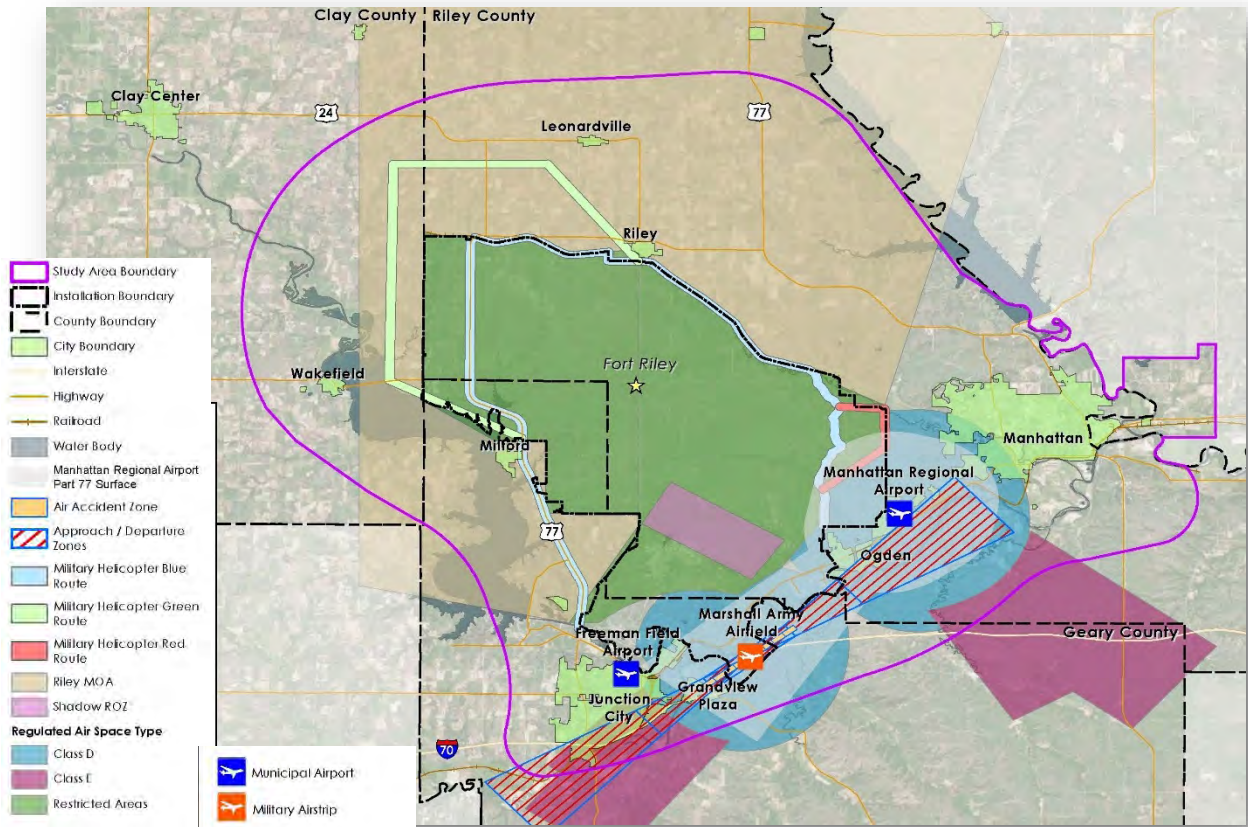 Clay County
Riley County
Clay Center
24
77
Leonardville
Riley
Fort Riley
Wakefield
Milford
77
Manhattan
Manhattan Regional
Airport
Ogden
Marshall Army
Airfield
Freeman Field
Airport
Geary County
Junction
City
Grandview
Plaza
70
Study Area Boundary
Installation Boundary
County Boundary
City Boundary
Interstate
Highway
Railroad
Water Body
Manhattan Regional Airport
Part 77 Surface
Air Accident Zone
Approach / Departure
Zones
Military Helicopter Blue
Route
Military Helicopter Green
Route
Military Helicopter Red
Route
Riley MOA
Shadow ROZ
Regulated Air Space Type
Class D
Class E
Restricted Areas
Municipal Airport
Military Airstrip